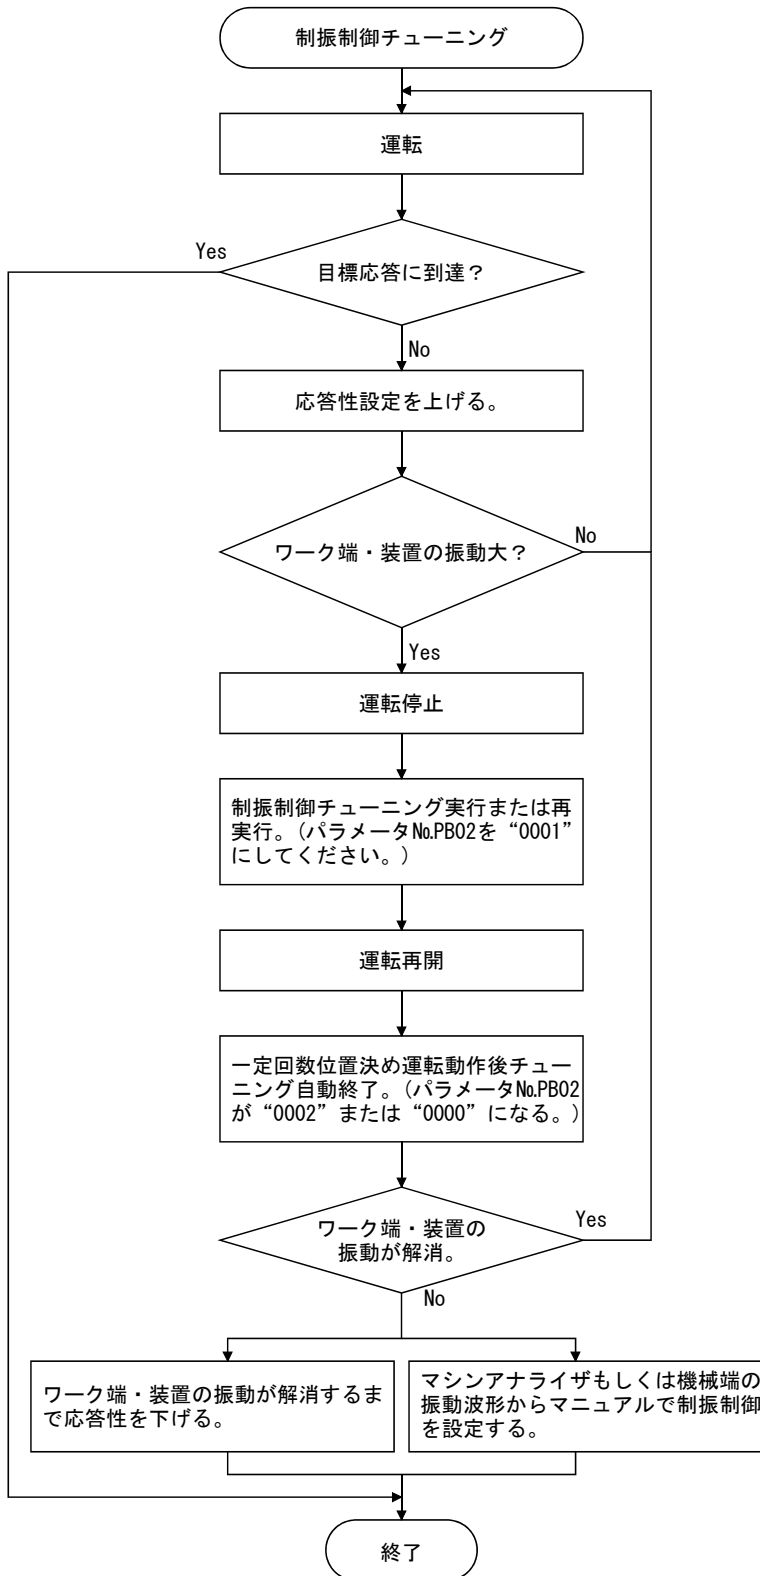 制振制御チューニング
運転
Yes
目標応答に到達？
No
応答性設定を上げる。
ワーク端・装置の振動大？
No
Yes
運転停止
制振制御チューニング実行または再
実行。(パラメータ№PB02を“0001”
にしてください。)
運転再開
一定回数位置決め運転動作後チュー
ニング自動終了。(パラメータ№PB02
が“0002”または“0000”になる。)
ワーク端・装置の
振動が解消。
Yes
No
ワーク端・装置の振動が解消するま
で応答性を下げる。
マシンアナライザもしくは機械端の
振動波形からマニュアルで制振制御
を設定する。
終了